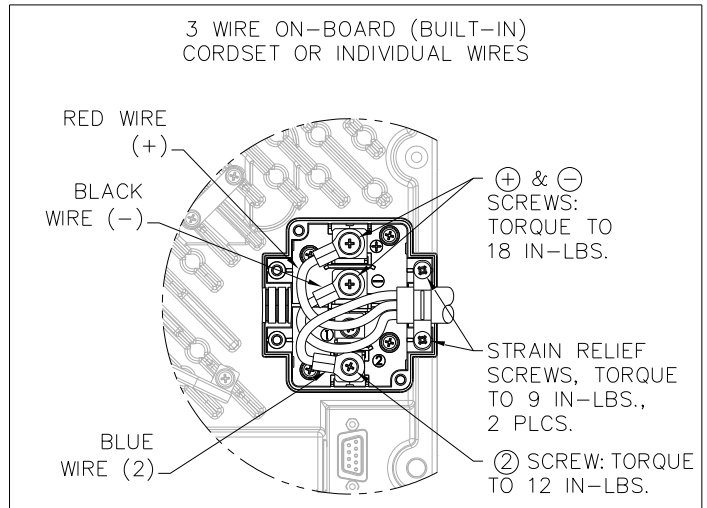 3 WIRE ON-BOARD (BUILT-IN)
CORDSET OR INDIVIDUAL WIRES
RED WIRE
(+)
BLACK
WIRE (-)
⊕ & ⊖
SCREWS:
TORQUE TO
18 IN-LBS.
STRAIN RELIEF
SCREWS, TORQUE
TO 9 IN-LBS.,
2 PLCS.
BLUE
WIRE (2)
② SCREW: TORQUE
TO 12 IN-LBS.
⊕
⊖
①
②